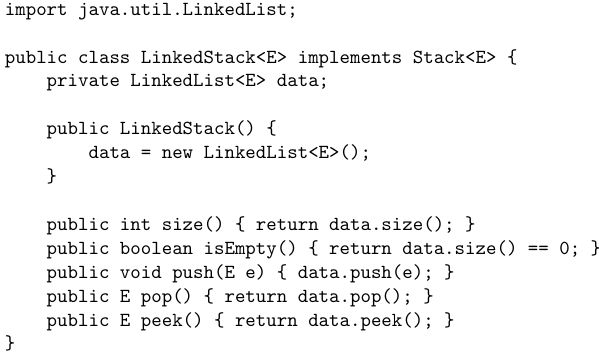 import java.util.LinkedList;

public class LinkedStack<E> implements Stack<E> {
    private LinkedList<E> data;

    public LinkedStack() {
        data = new LinkedList<E>();
    }

    public int size() { return data.size(); }
    public boolean isEmpty() { return data.size() == 0; }
    public void push(E e) { data.push(e); }
    public E pop() { return data.pop(); }
    public E peek() { return data.peek(); }
}